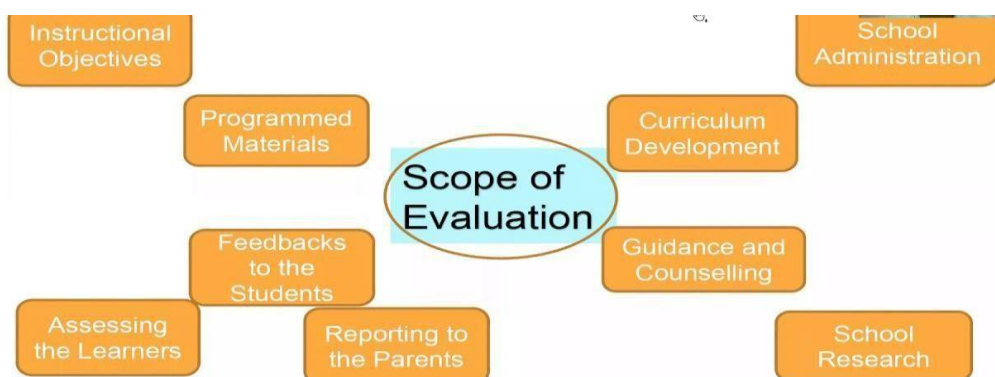 Instructional
Objectives
School
Administration
Programmed
Materials
Curriculum
Development
Scope of
Evaluation
Feedbacks
to the
Students
Guidance and
Counselling
Assessing
the Learners
Reporting to
the Parents
School
Research